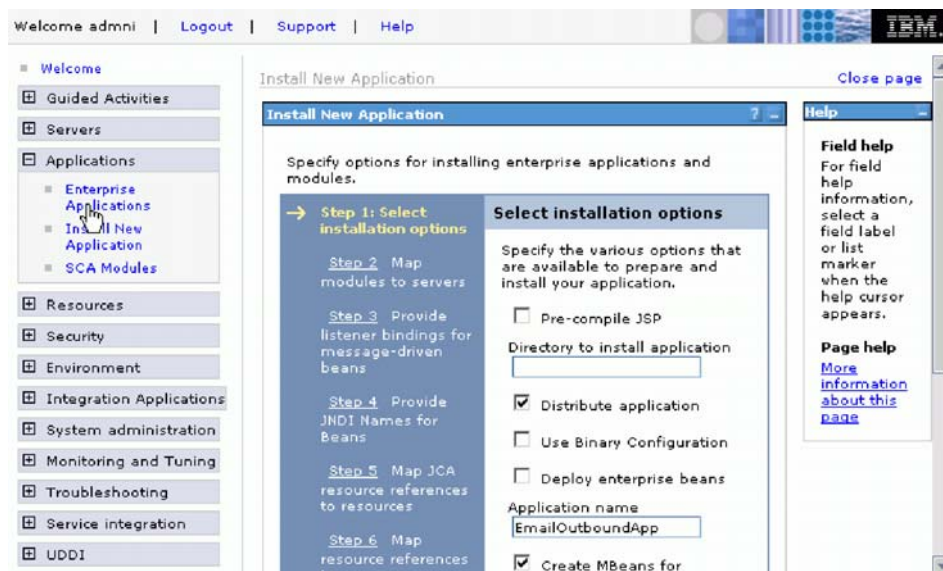 Welcome admni | Logout | Support | Help
IBM.
Welcome
Guided Activities
Servers
Applications
Enterprise
Applications
Install New
Application
SCA Modules
Resources
Security
Environment
Integration Applications
System administration
Monitoring and Tuning
Troubleshooting
Service integration
UDDI
Install New Application
Close page
Install New Application ? –
Specify options for installing enterprise applications and
modules.
→ Step 1: Select
installation options
Step 2 Map
modules to servers
Step 3 Provide
listener bindings for
message-driven
beans
Step 4 Provide
JNDI Names for
Beans
Step 5 Map JCA
resource references
to resources
Step 6 Map
resource references
Select installation options
Specify the various options that
are available to prepare and
install your application.
Pre-compile JSP
Directory to install application
Distribute application
Use Binary Configuration
Deploy enterprise beans
Application name
EmailOutboundApp
Create MBeans for
Help –
Field help
For field
help
information,
select a
field label
or list
marker
when the
help cursor
appears.
Page help
More
information
about this
page